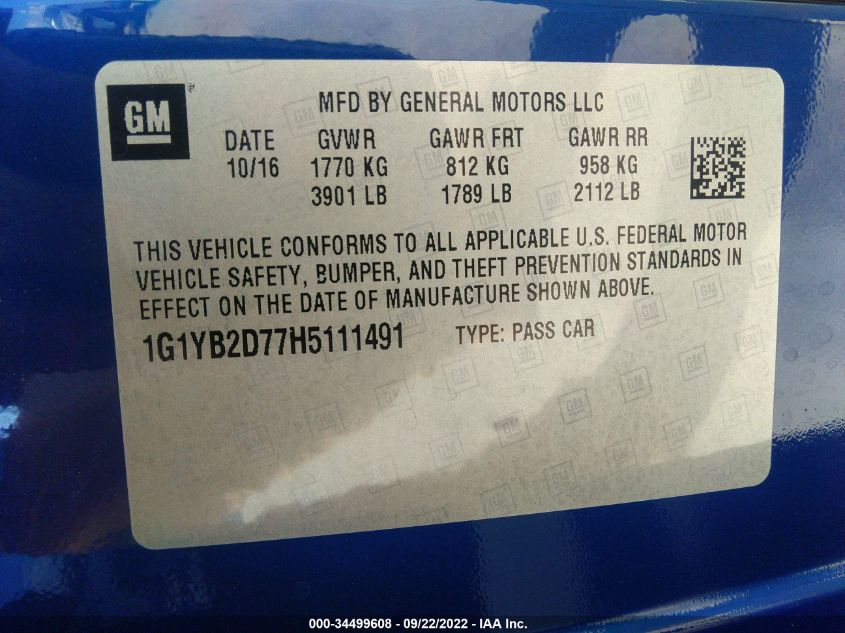 GM
MFD BY GENERAL MOTORS LLC
DATE GVWR GAWR FRT GAWR RR
10/16 1770 KG 812 KG 958 KG
3901 LB 1789 LB 2112 LB
THIS VEHICLE CONFORMS TO ALL APPLICABLE U.S. FEDERAL MOTOR
VEHICLE SAFETY, BUMPER, AND THEFT PREVENTION STANDARDS IN
EFFECT ON THE DATE OF MANUFACTURE SHOWN ABOVE.
1G1YB2D77H5111491 TYPE: PASS CAR
000-34499608 - 09/22/2022 - IAA Inc.